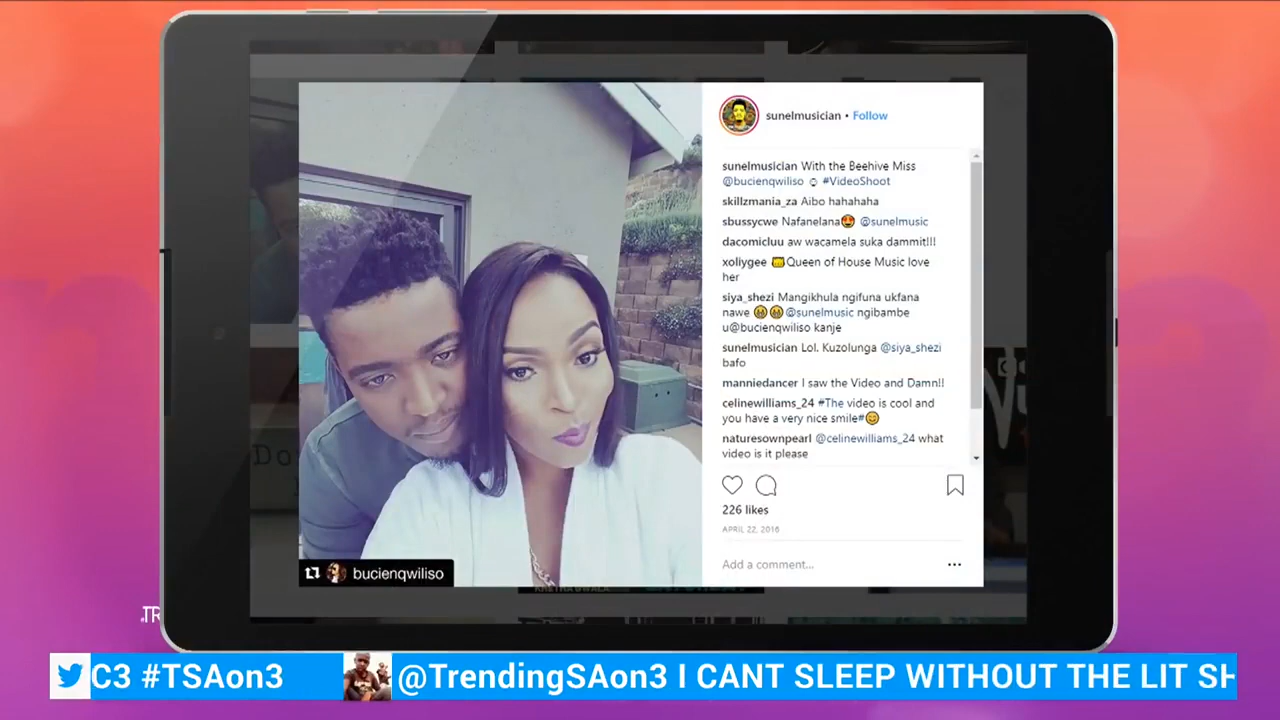 sunelmusician • Follow
sunelmusician With the Beehive Miss
@bucienqwiliso #VideoShoot
skillzmania_za Aibo hahahaha
sbussycwe Nafanelana @sunelmusic
dacomicluu aw wacamela suka dammit!!!
xoliygee Queen of House Music love
her
siya_shezi Mangikhula ngifuna ukfana
nawe @sunelmusic ngibambe
u@bucienqwiliso kanje
sunelmusician Lol. Kuzolunga @siya_shezi
bafo
manniedancer I saw the Video and Damn!!
celinewilliams_24 #The video is cool and
you have a very nice smile#
naturesownpearl @celinewilliams_24 what
video is it please
226 likes
APRIL 22, 2016
Add a comment...
bucienqwiliso
.TR
C3 #TSAon3
@TrendingSAon3 I CANT SLEEP WITHOUT THE LIT SH